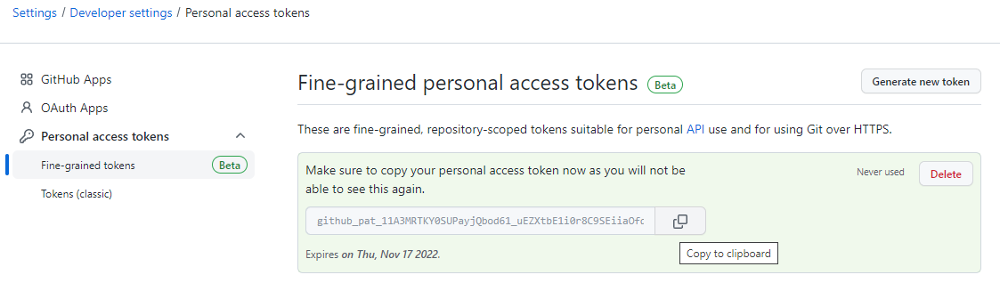 Settings / Developer settings / Personal access tokens
GitHub Apps
OAuth Apps
Personal access tokens
Fine-grained tokens Beta
Tokens (classic)
Fine-grained personal access tokens Beta
Generate new token
These are fine-grained, repository-scoped tokens suitable for personal API use and for using Git over HTTPS.
Make sure to copy your personal access token now as you will not be
able to see this again.
Never used
Delete
github_pat_11A3MRTKY0SUPayjQbod61_uEZXtbE1i0r8C9SEiiaOfc
Expires on Thu, Nov 17 2022.
Copy to clipboard